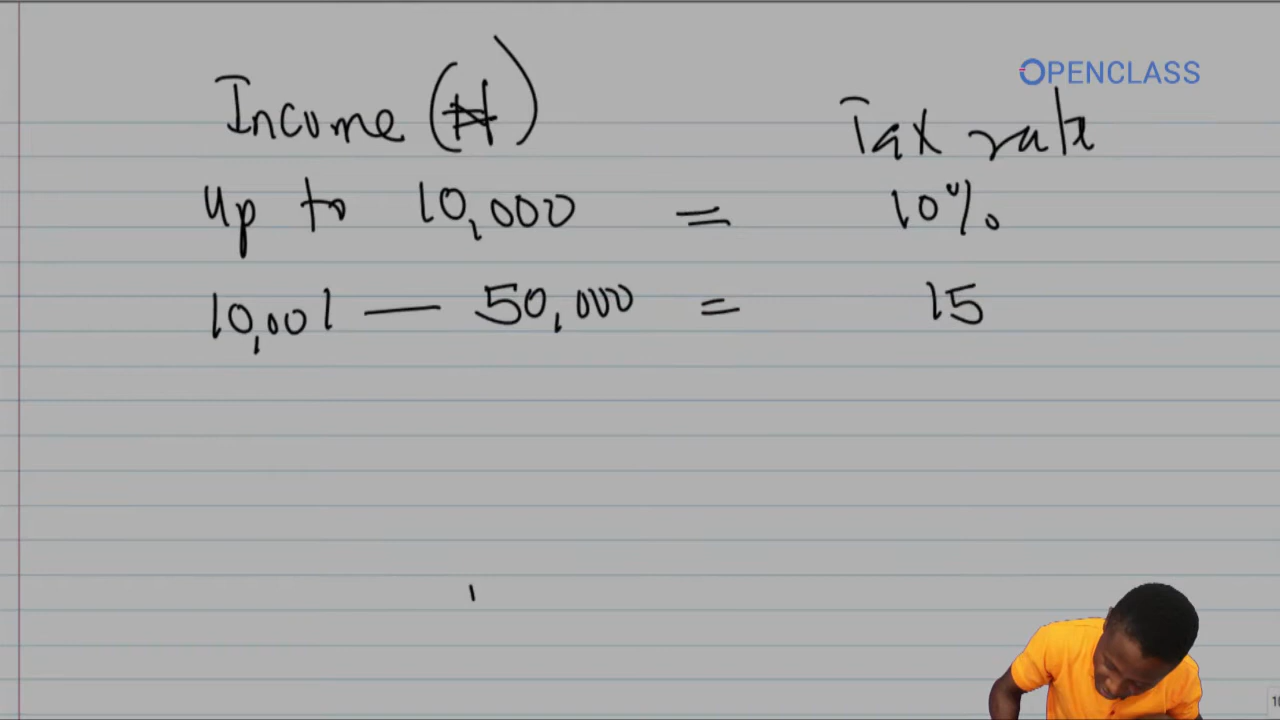 OPENCLASS
Income (₦) Tax rate
Up to 10,000 = 10%
10,001 — 50,000 = 15